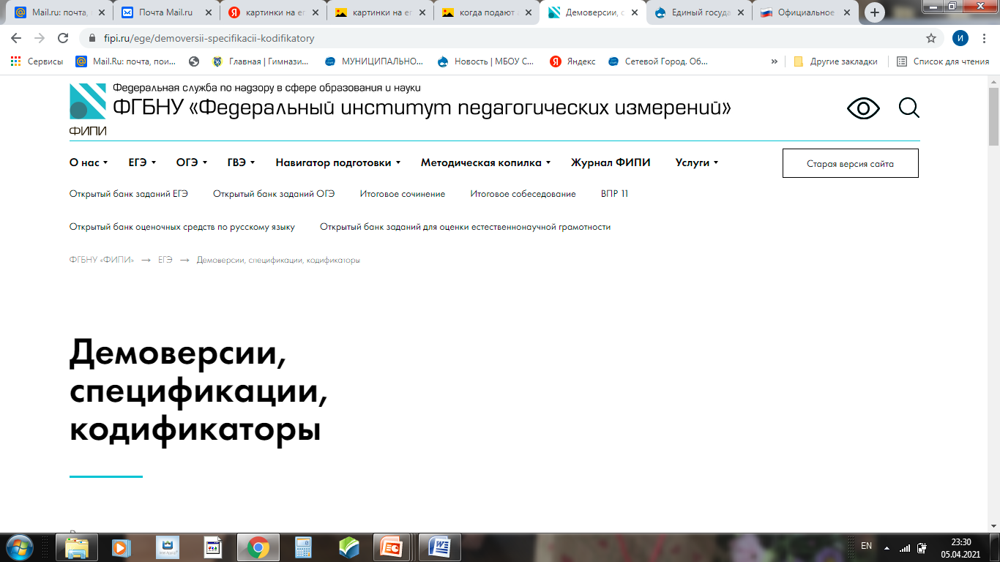 Mail.ru: почта,
Почта Mail.ru
картинки на ег
картинки на ег
когда подают
Демоверсии, с
Единый госуда
Официальное
fipi.ru/ege/demoversii-specifikacii-kodifikatory
И
Сервисы
Mail.Ru: почта, пои...
Главная | Гимнази...
МУНИЦИПАЛЬНО...
Новость | МБОУ С...
Яндекс
Сетевой Город. Об...
»
Другие закладки
Список для чтения
Федеральная служба по надзору в сфере образования и науки
ФГБНУ «Федеральный институт педагогических измерений»
ФИПИ
О нас ЕГЭ ОГЭ ГВЭ Навигатор подготовки Методическая копилка Журнал ФИПИ Услуги
Старая версия сайта
Открытый банк заданий ЕГЭ Открытый банк заданий ОГЭ Итоговое сочинение Итоговое собеседование ВПР 11
Открытый банк оценочных средств по русскому языку Открытый банк заданий для оценки естественнонаучной грамотности
ФГБНУ «ФИПИ» → ЕГЭ → Демоверсии, спецификации, кодификаторы
Демоверсии,
спецификации,
кодификаторы
EN
23:30
05.04.2021